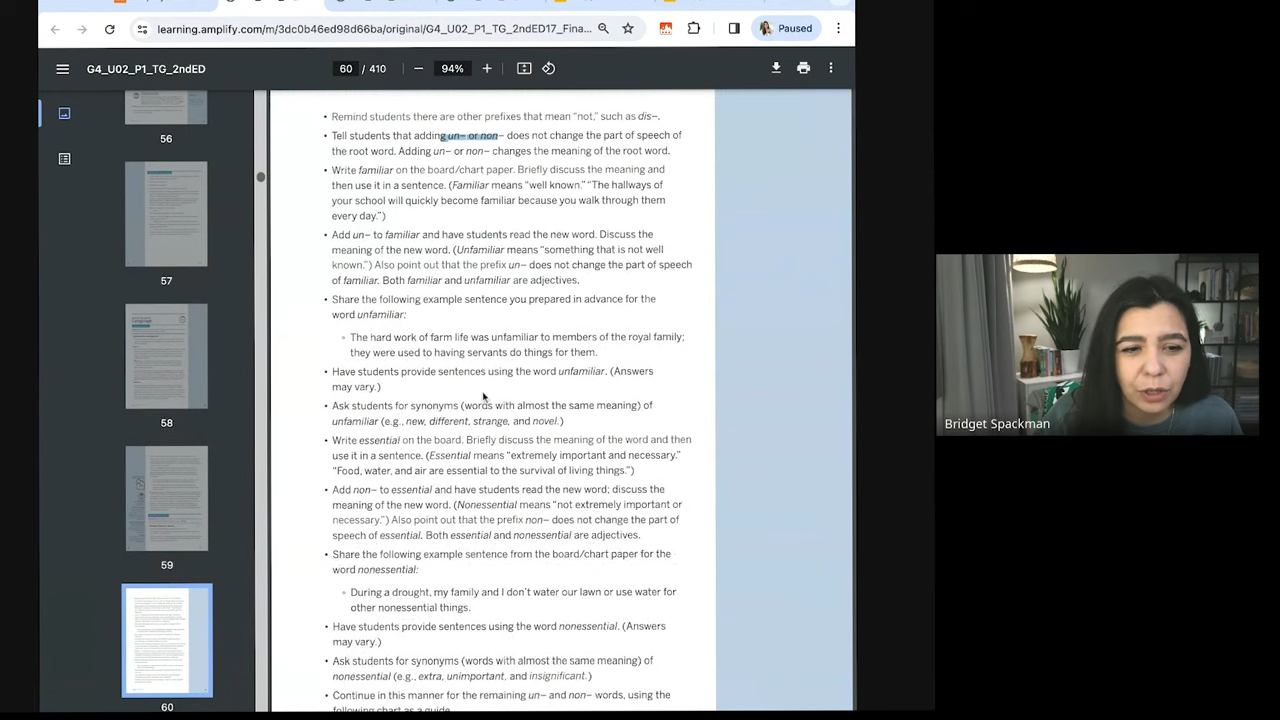 learning.amplify.com/m/3dc0b46ed98d66ba/original/G4_U02_P1_TG_2ndED17_Fina...
Paused
G4_U02_P1_TG_2ndED
60 / 410
94%
56
57
58
59
60
• Remind students there are other prefixes that mean “not,” such as dis–.
• Tell students that adding un– or non– does not change the part of speech of
the root word. Adding un– or non– changes the meaning of the root word.
• Write familiar on the board/chart paper. Briefly discuss the meaning and
then use it in a sentence. (Familiar means “well known.” “The hallways of
your school will quickly become familiar because you walk through them
every day.”)
• Add un– to familiar and have students read the new word. Discuss the
meaning of the new word. (Unfamiliar means “something that is not well
known.”) Also point out that the prefix un– does not change the part of speech
of familiar. Both familiar and unfamiliar are adjectives.
• Share the following example sentence you prepared in advance for the
word unfamiliar:
◦ The hard work of farm life was unfamiliar to members of the royal family;
they were used to having servants do things for them.
• Have students provide sentences using the word unfamiliar. (Answers
may vary.)
• Ask students for synonyms (words with almost the same meaning) of
unfamiliar (e.g., new, different, strange, and novel.)
• Write essential on the board. Briefly discuss the meaning of the word and then
use it in a sentence. (Essential means “extremely important and necessary.”
“Food, water, and air are essential to the survival of living things.”)
• Add non– to essential and have students read the new word; discuss the
meaning of the new word. (Nonessential means “not extremely important or
necessary.”) Also point out that the prefix non– does not change the part of
speech of essential. Both essential and nonessential are adjectives.
• Share the following example sentence from the board/chart paper for the
word nonessential:
◦ During a drought, my family and I don’t water our lawn or use water for
other nonessential things.
• Have students provide sentences using the word nonessential. (Answers
may vary.)
• Ask students for synonyms (words with almost the same meaning) of
nonessential (e.g., extra, unimportant, and insignificant.)
• Continue in this manner for the remaining un– and non– words, using the
following chart as a guide.
Bridget Spackman